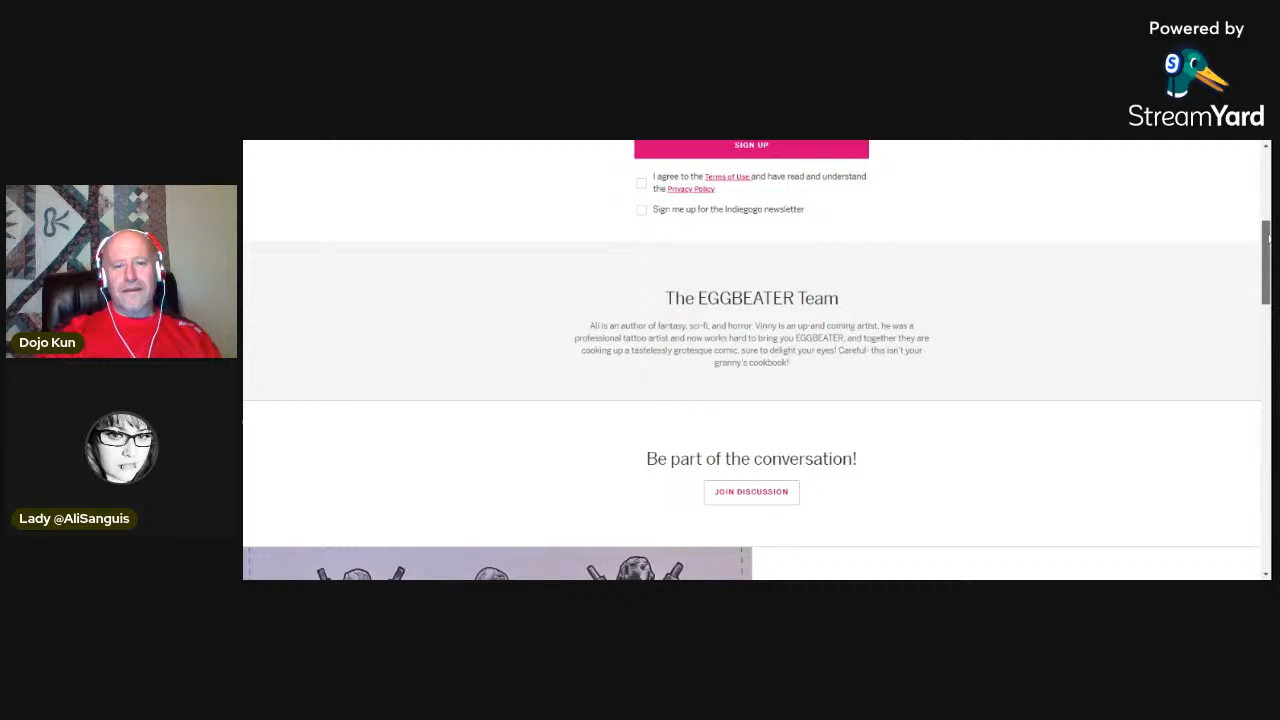 Powered by
StreamYard
SIGN UP
I agree to the Terms of Use and have read and understand
the Privacy Policy
Sign me up for the Indiegogo newsletter
The EGGBEATER Team
Ali is an author of fantasy, sci-fi, and horror. Vinny is an up-and coming artist, he was a
professional tattoo artist and now works hard to bring you EGGBEATER, and together they are
cooking up a tastelessly grotesque comic, sure to delight your eyes! Careful- this isn't your
granny's cookbook!
Be part of the conversation!
JOIN DISCUSSION
Dojo Kun
Lady @AliSanguis